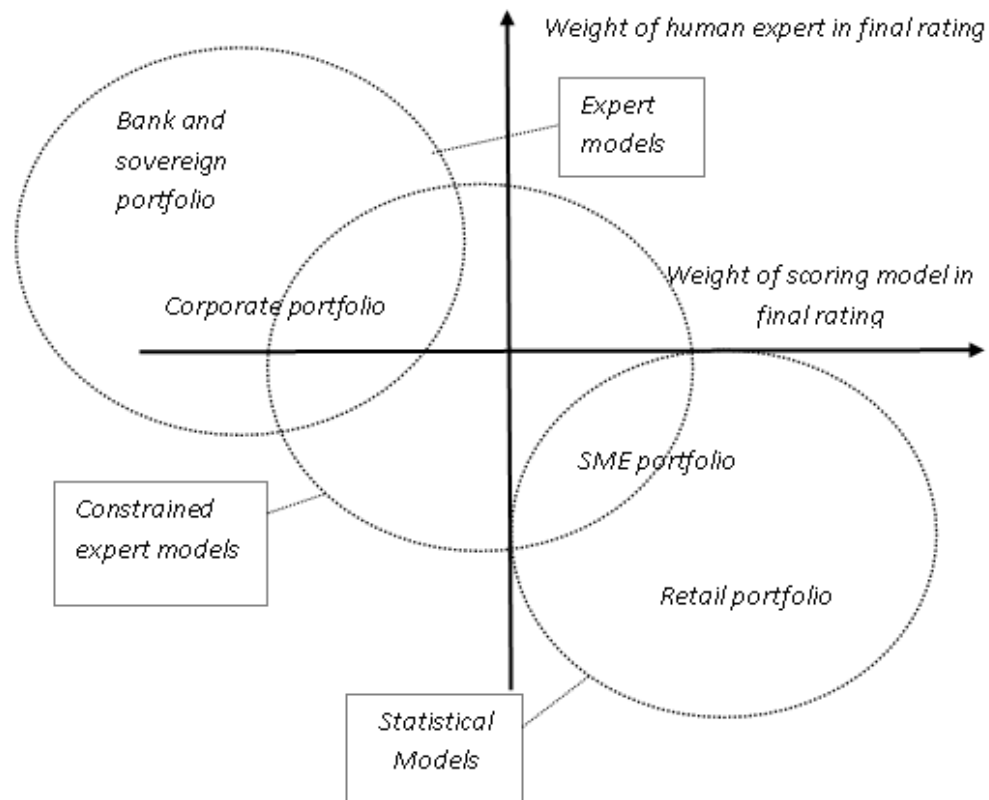 Weight of human expert in final rating
Expert
models
Bank and
sovereign
portfolio
Weight of scoring model in
final rating
Corporate portfolio
SME portfolio
Constrained
expert models
Retail portfolio
Statistical
Models